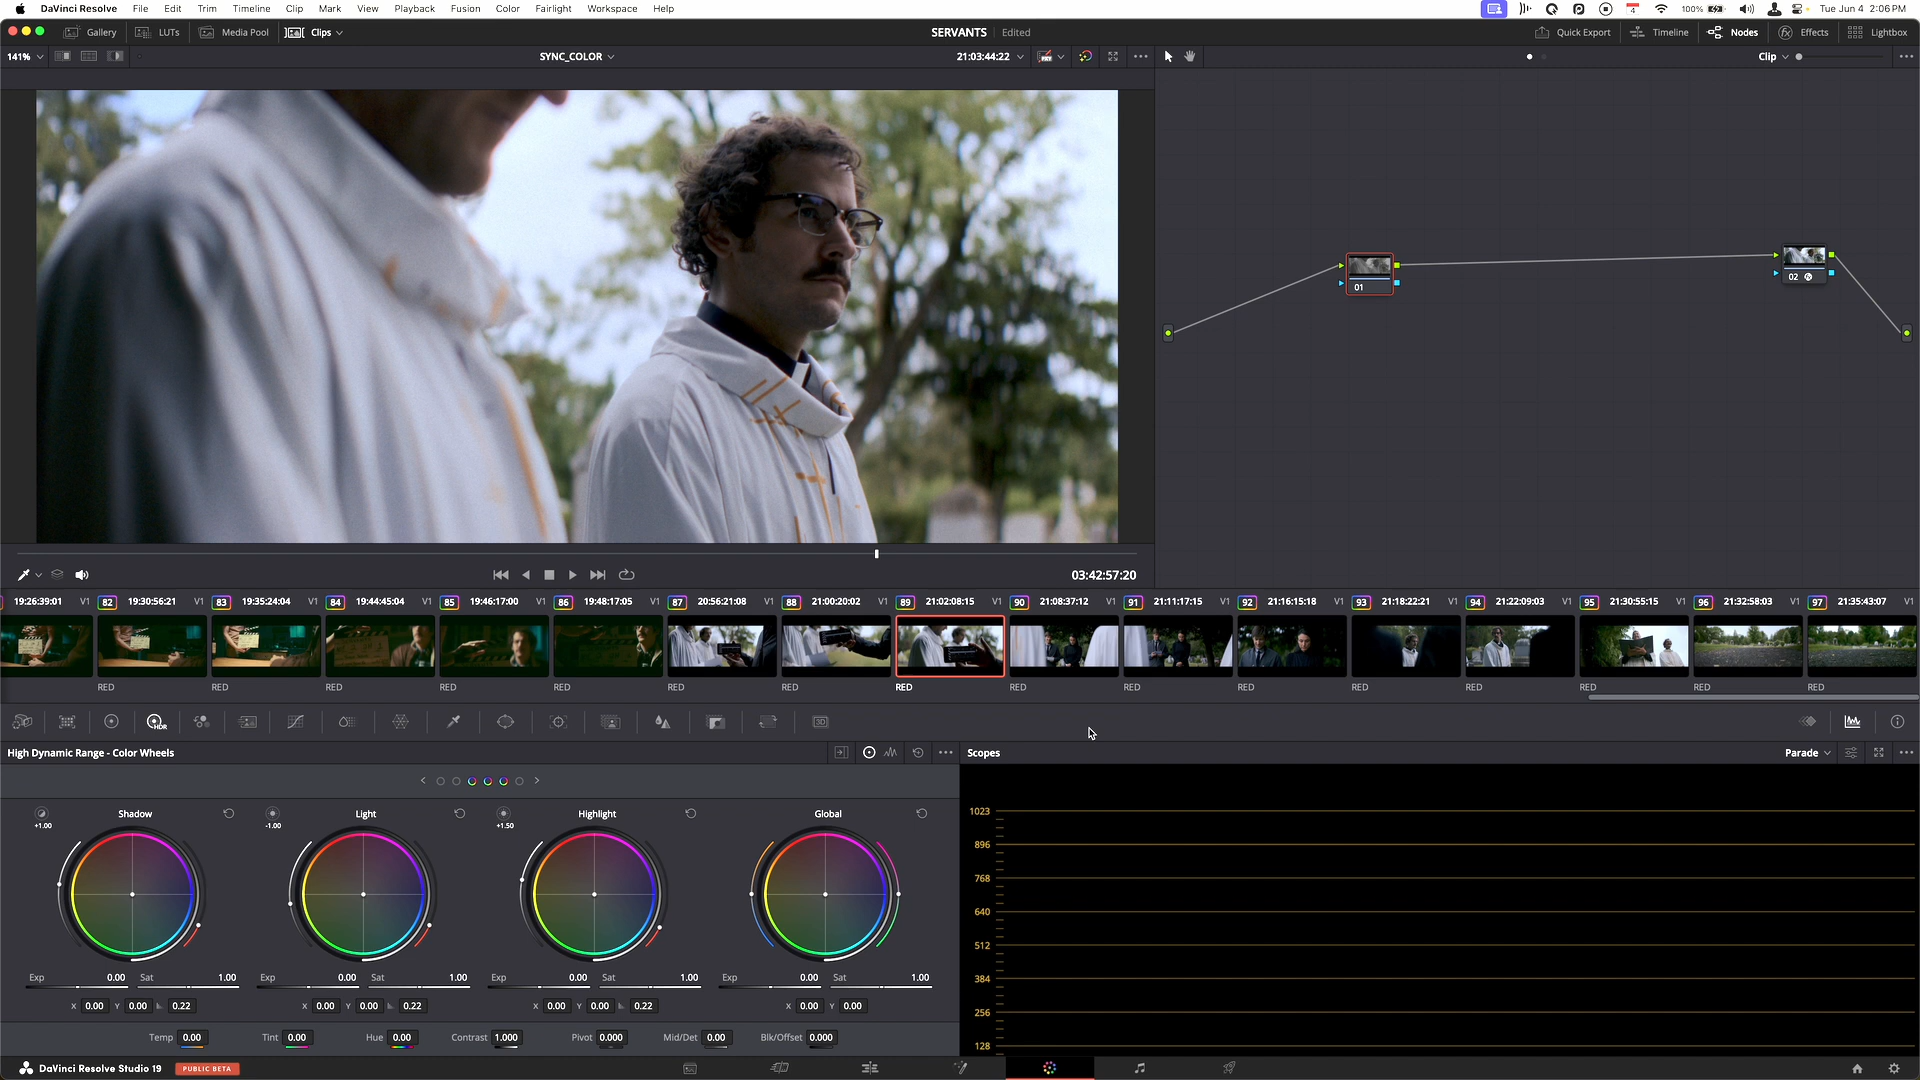 DaVinci Resolve File Edit Trim Timeline Clip Mark View Playback Fusion Color Fairlight Workspace Help 4 100% Tue Jun 4 2:06 PM
Gallery LUTs Media Pool Clips SERVANTS Edited Quick Export Timeline Nodes Effects Lightbox
141% SYNC_COLOR 21:03:44:22 Clip
01
02
03:42:57:20
19:26:39:01 V1 82 19:30:56:21 V1 83 19:35:24:04 V1 84 19:44:45:04 V1 85 19:46:17:00 V1 86 19:48:17:05 V1 87 20:56:21:08 V1 88 21:00:20:02 V1 89 21:02:08:15 V1 90 21:08:37:12 V1 91 21:11:17:15 V1 92 21:16:15:18 V1 93 21:18:22:21 V1 94 21:22:09:03 V1 95 21:30:55:15 V1 96 21:32:58:03 V1 97 21:35:43:07 V1
RED RED RED RED RED RED RED RED RED RED RED RED RED RED RED RED
HDR 3D
High Dynamic Range - Color Wheels
Scopes Parade
Shadow Light Highlight Global
+1.00 -1.00 +1.50
Exp 0.00 Sat 1.00 Exp 0.00 Sat 1.00 Exp 0.00 Sat 1.00 Exp 0.00 Sat 1.00
X 0.00 Y 0.00 0.22 X 0.00 Y 0.00 0.22 X 0.00 Y 0.00 0.22 X 0.00 Y 0.00
Temp 0.00 Tint 0.00 Hue 0.00 Contrast 1.000 Pivot 0.000 Mid/Det 0.00 Blk/Offset 0.000
1023
896
768
640
512
384
256
128
DaVinci Resolve Studio 19 PUBLIC BETA